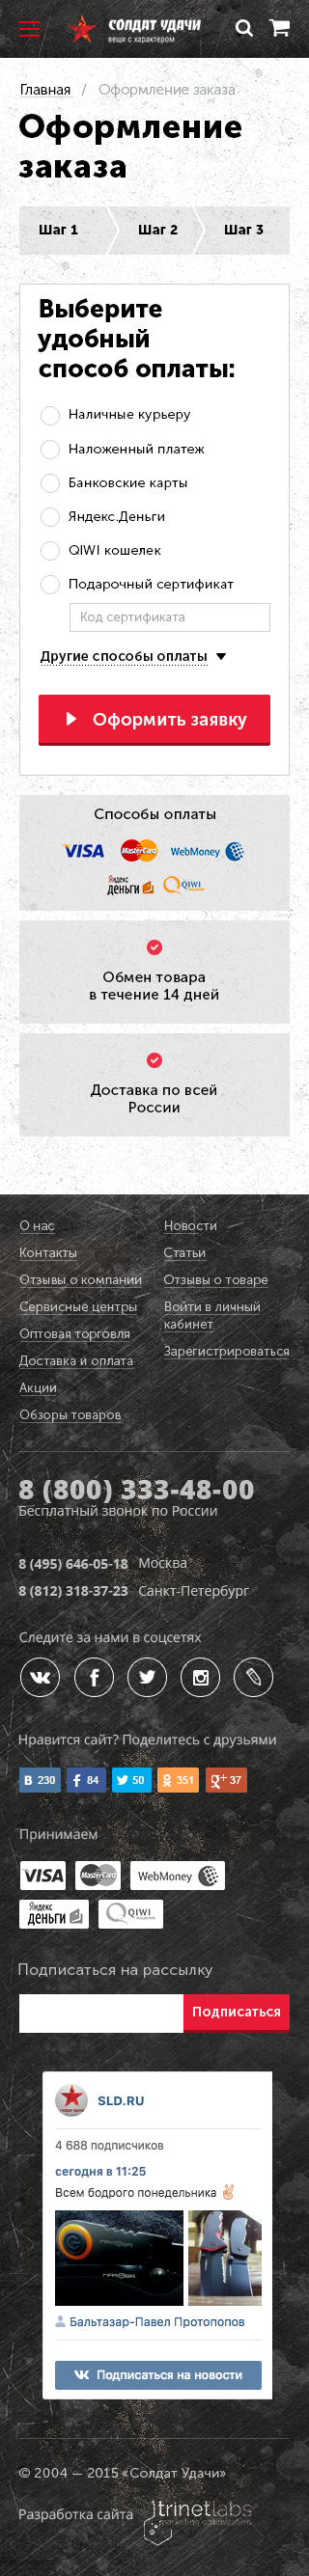 СОЛДАТ УДАЧИ
вещи с характером
Главная / Оформление заказа
Оформление
заказа
Шаг 1 Шаг 2 Шаг 3
Выберите
удобный
способ оплаты:
Наличные курьеру
Наложенный платеж
Банковские карты
Яндекс.Деньги
QIWI кошелек
Подарочный сертификат
Код сертификата
Другие способы оплаты
Оформить заявку
Способы оплаты
VISA MasterCard WebMoney
Яндекс
деньги QIWI
Обмен товара
в течение 14 дней
Доставка по всей
России
О нас
Контакты
Отзывы о компании
Сервисные центры
Оптовая торговля
Доставка и оплата
Акции
Обзоры товаров
Новости
Статьи
Отзывы о товаре
Войти в личный
кабинет
Зарегистрироваться
8 (800) 333-48-00
Бесплатный звонок по России
8 (495) 646-05-18 Москва
8 (812) 318-37-23 Санкт-Петербург
Следите за нами в соцсетях
Нравится сайт? Поделитесь с друзьями
В 230 f 84 50 351 g+ 37
Принимаем
VISA MasterCard WebMoney
Яндекс
деньги QIWI
Подписаться на рассылку
Подписаться
SLD.RU
4 688 подписчиков
сегодня в 11:25
Всем бодрого понедельника ✌
Бальтазар-Павел Протопопов
Подписаться на новости
© 2004 — 2015 «Солдат Удачи»
Разработка сайта
trinetlabs
marketing optimization